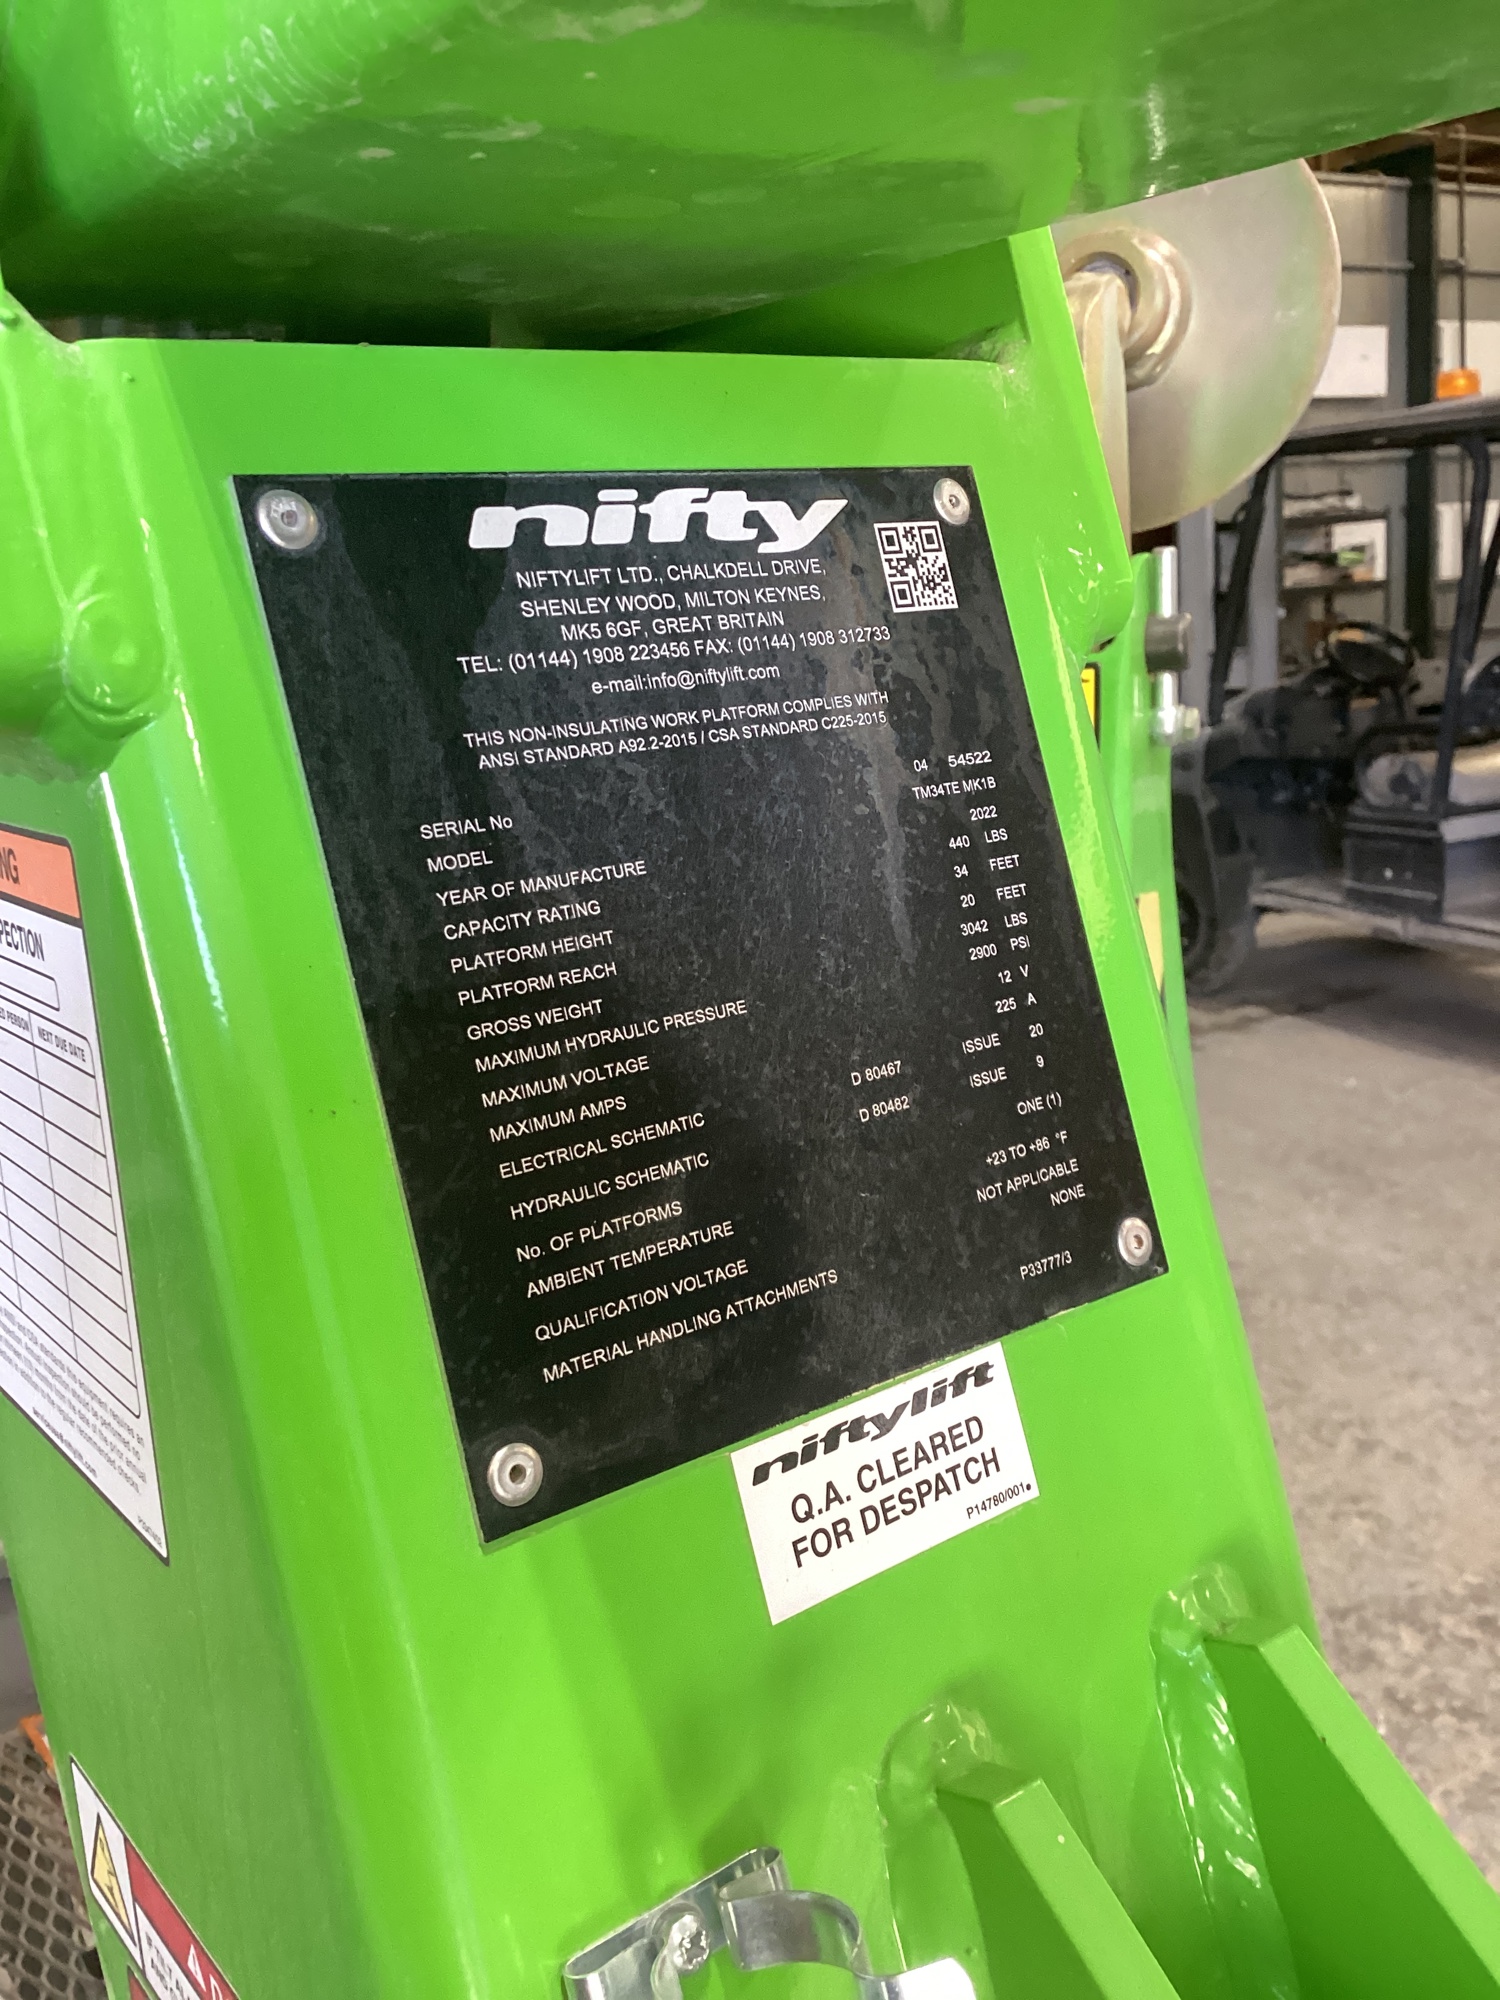 nifty
NIFTYLIFT LTD., CHALKDELL DRIVE,
SHENLEY WOOD, MILTON KEYNES,
MK5 6GF, GREAT BRITAIN
TEL: (01144) 1908 223456 FAX: (01144) 1908 312733
e-mail:info@niftylift.com
THIS NON-INSULATING WORK PLATFORM COMPLIES WITH
ANSI STANDARD A92.2-2015 / CSA STANDARD C225-2015
SERIAL No 04 54522
MODEL TM34TE MK1B
YEAR OF MANUFACTURE 2022
CAPACITY RATING 440 LBS
PLATFORM HEIGHT 34 FEET
PLATFORM REACH 20 FEET
GROSS WEIGHT 3042 LBS
MAXIMUM HYDRAULIC PRESSURE 2900 PSI
MAXIMUM VOLTAGE 12 V
MAXIMUM AMPS 225 A
ELECTRICAL SCHEMATIC D 80467 ISSUE 20
HYDRAULIC SCHEMATIC D 80482 ISSUE 9
No. OF PLATFORMS ONE (1)
AMBIENT TEMPERATURE +23 TO +86 °F
QUALIFICATION VOLTAGE NOT APPLICABLE
MATERIAL HANDLING ATTACHMENTS NONE
P33777/3
niftylift
Q.A. CLEARED
FOR DESPATCH
P14780/001
NEXT DUE DATE